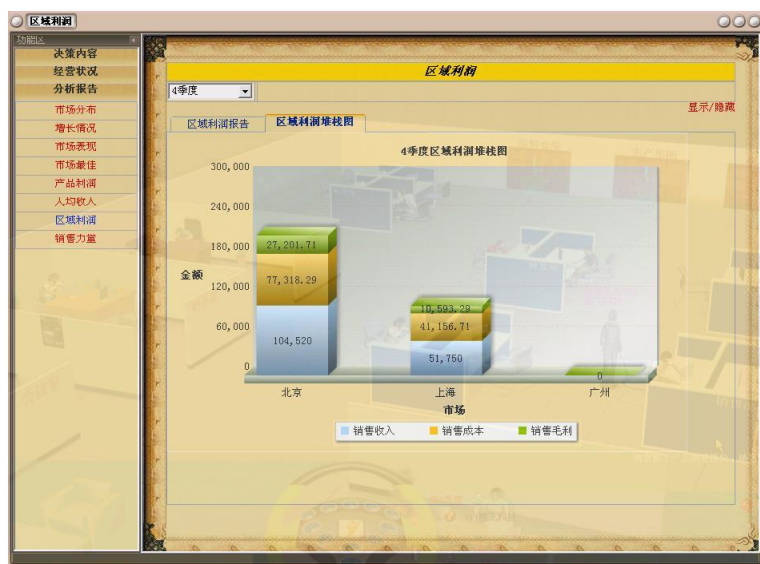 区域利润
功能区
决策内容
经营状况
分析报告
市场分布
增长情况
市场表现
市场最佳
产品利润
人均收入
区域利润
销售力量
区域利润
4季度
显示/隐藏
区域利润报告
区域利润堆栈图
4季度区域利润堆栈图
300,000
240,000
180,000
120,000
60,000
0
金额
27,201.71
77,318.29
104,520
10,593.29
41,156.71
51,750
0
北京
上海
广州
市场
销售收入
销售成本
销售毛利